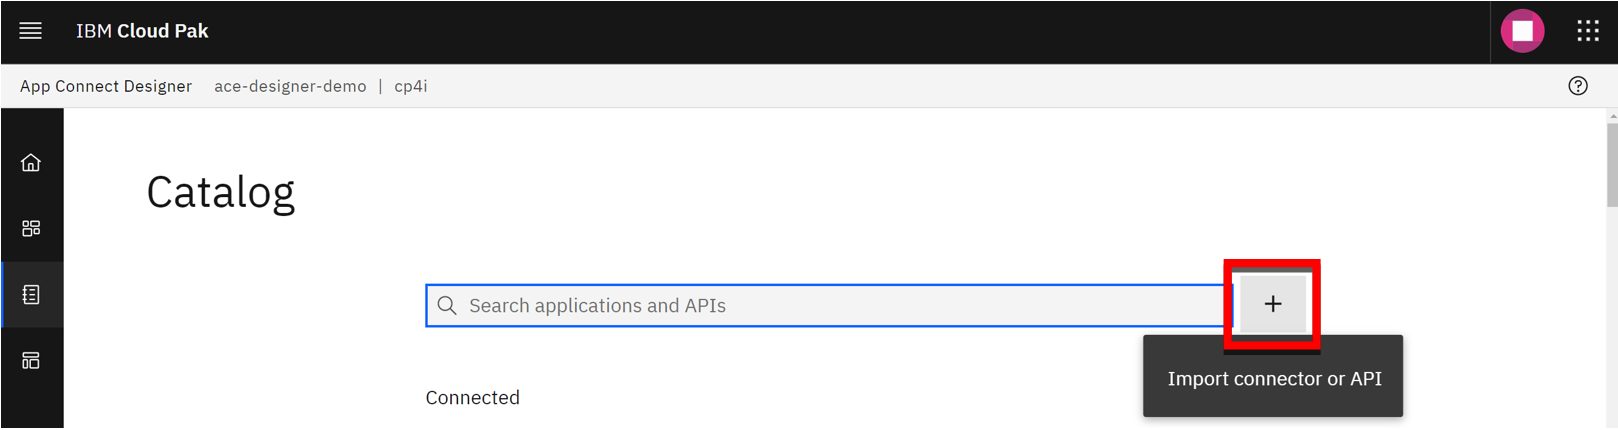 IBM Cloud Pak
App Connect Designer ace-designer-demo | cp4i
Catalog
Search applications and APIs
Import connector or API
Connected